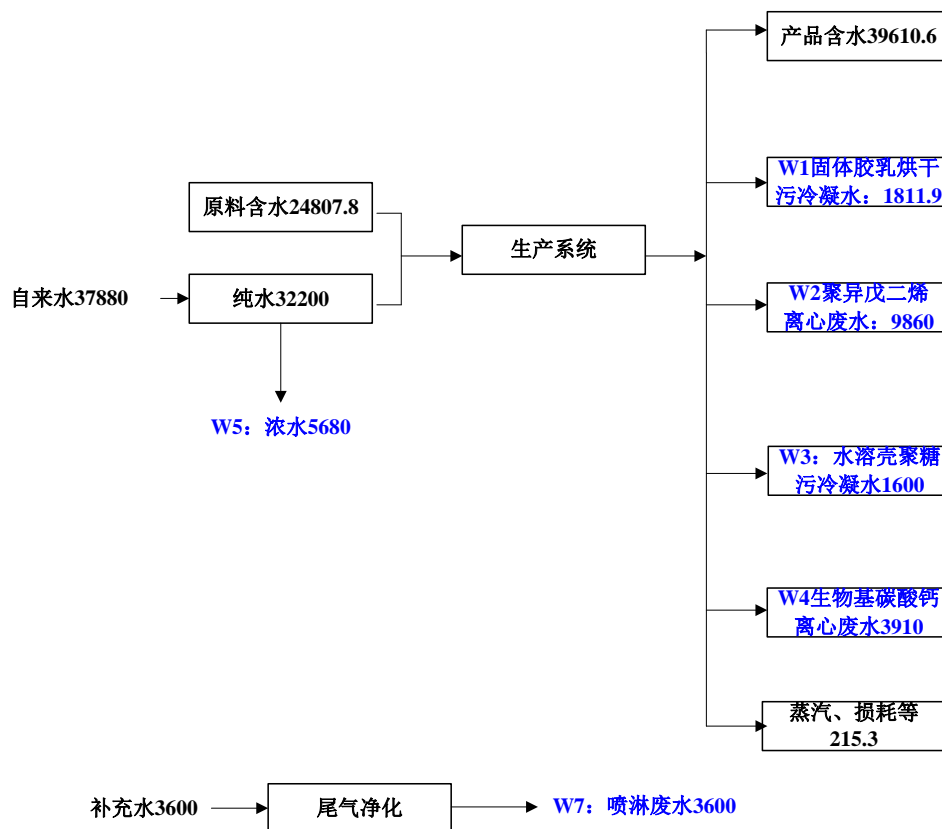 产品含水39610.6
W1固体胶乳烘干
污冷凝水：1811.9
原料含水24807.8
生产系统
自来水37880
纯水32200
W2聚异戊二烯
离心废水：9860
W5：浓水5680
W3：水溶壳聚糖
污冷凝水1600
W4生物基碳酸钙
离心废水3910
蒸汽、损耗等
215.3
补充水3600
尾气净化
W7：喷淋废水3600